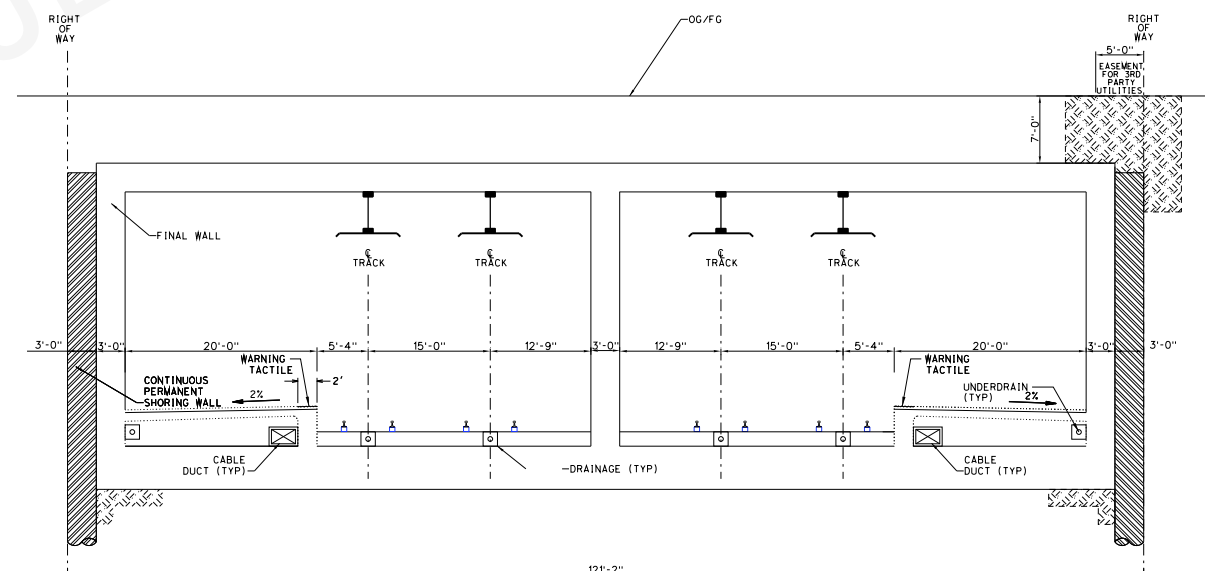 RIGHT
OF
WAY
OG/FG
RIGHT
OF
WAY
5'-0"
EASEMENT
FOR 3RD
PARTY
UTILITIES
7'-0"
FINAL WALL
℄
TRACK
℄
TRACK
℄
TRACK
℄
TRACK
3'-0"
3'-0"
20'-0"
5'-4"
15'-0"
12'-9"
3'-0"
12'-9"
15'-0"
5'-4"
20'-0"
3'-0"
3'-0"
WARNING
TACTILE
WARNING
TACTILE
CONTINUOUS
PERMANENT
SHORING WALL
2%
2'
UNDERDRAIN
(TYP)
2%
CABLE
DUCT (TYP)
DRAINAGE (TYP)
CABLE
DUCT (TYP)
121'-2"